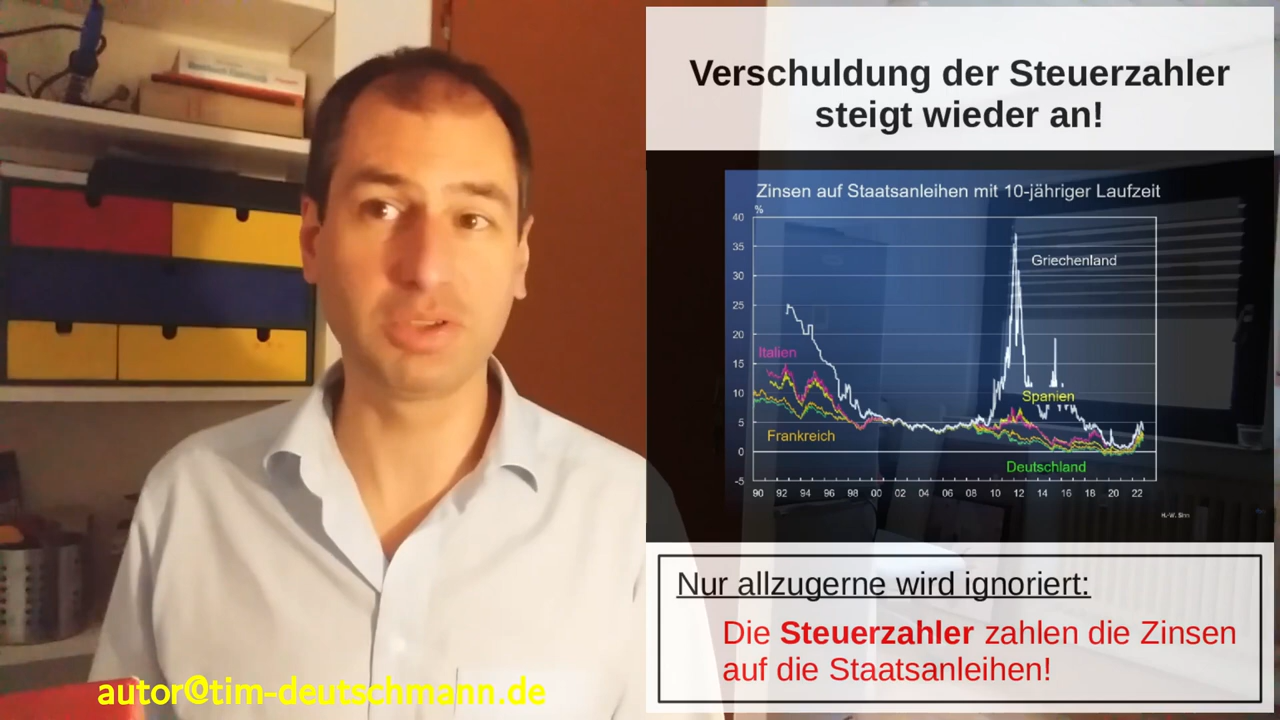 Verschuldung der Steuerzahler
steigt wieder an!
Zinsen auf Staatsanleihen mit 10-jähriger Laufzeit
%
40
35
30
25
20
15
10
5
0
-5
Griechenland
Italien
Spanien
Frankreich
Deutschland
90 92 94 96 98 00 02 04 06 08 10 12 14 16 18 20 22
H.-W. Sinn
Nur allzugerne wird ignoriert:
Die Steuerzahler zahlen die Zinsen
auf die Staatsanleihen!
autor@tim-deutschmann.de